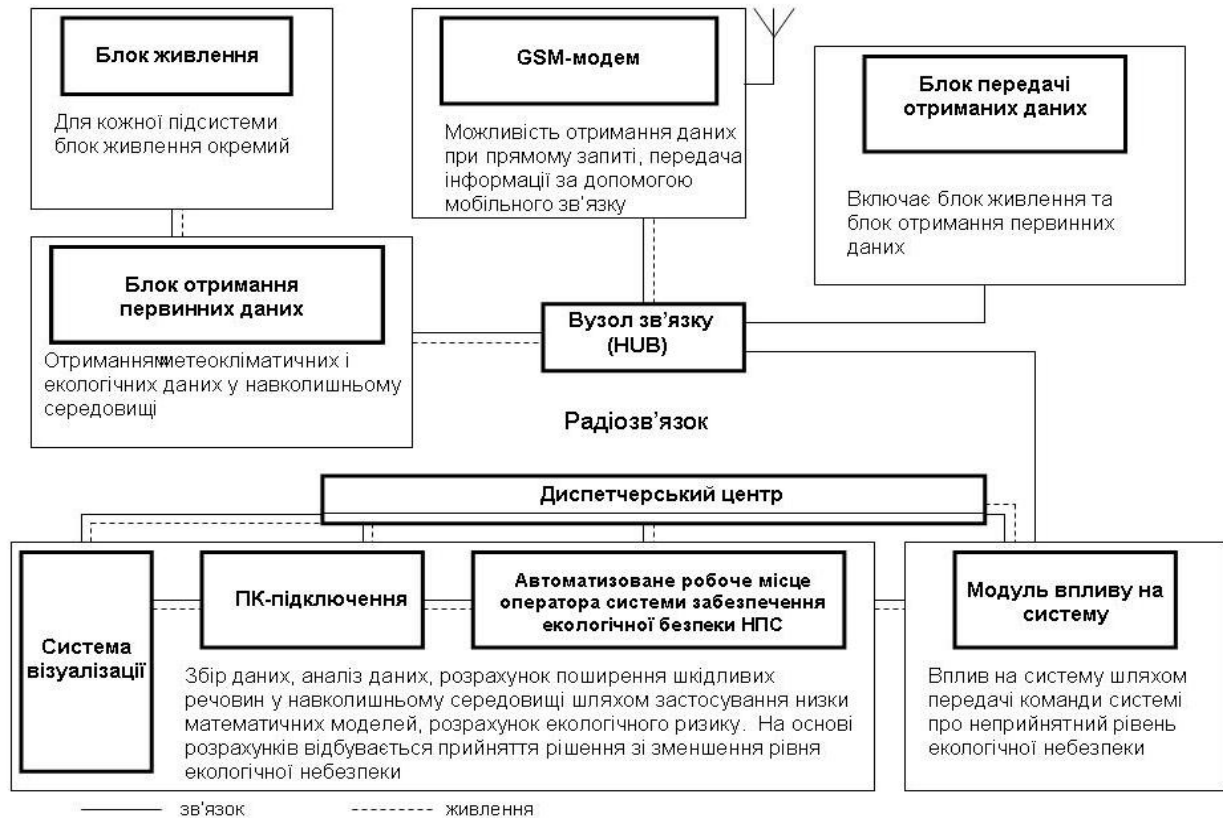 Блок живлення
Для кожної підсистеми
блок живлення окремий
GSM-модем
Можливість отримання даних
при прямому запиті, передача
інформації за допомогою
мобільного зв'язку
Блок передачі
отриманих даних
Включає блок живлення та
блок отримання первинних
даних
Блок отримання
первинних даних
Отримання метеокліматичних і
екологічних даних у навколишньому
середовищі
Вузол зв'язку
(HUB)
Радіозв'язок
Диспетчерський центр
Система
візуалізації
ПК-підключення
Автоматизоване робоче місце
оператора системи забезпечення
екологічної безпеки НПС
Збір даних, аналіз даних, розрахунок поширення шкідливих
речовин у навколишньому середовищі шляхом застосування низки
математичних моделей, розрахунок екологічного ризику. На основі
розрахунків відбувається прийняття рішення зі зменшення рівня
екологічної небезпеки
Модуль впливу на
систему
Вплив на систему шляхом
передачі команди системі
про неприйнятний рівень
екологічної небезпеки
зв'язок
живлення